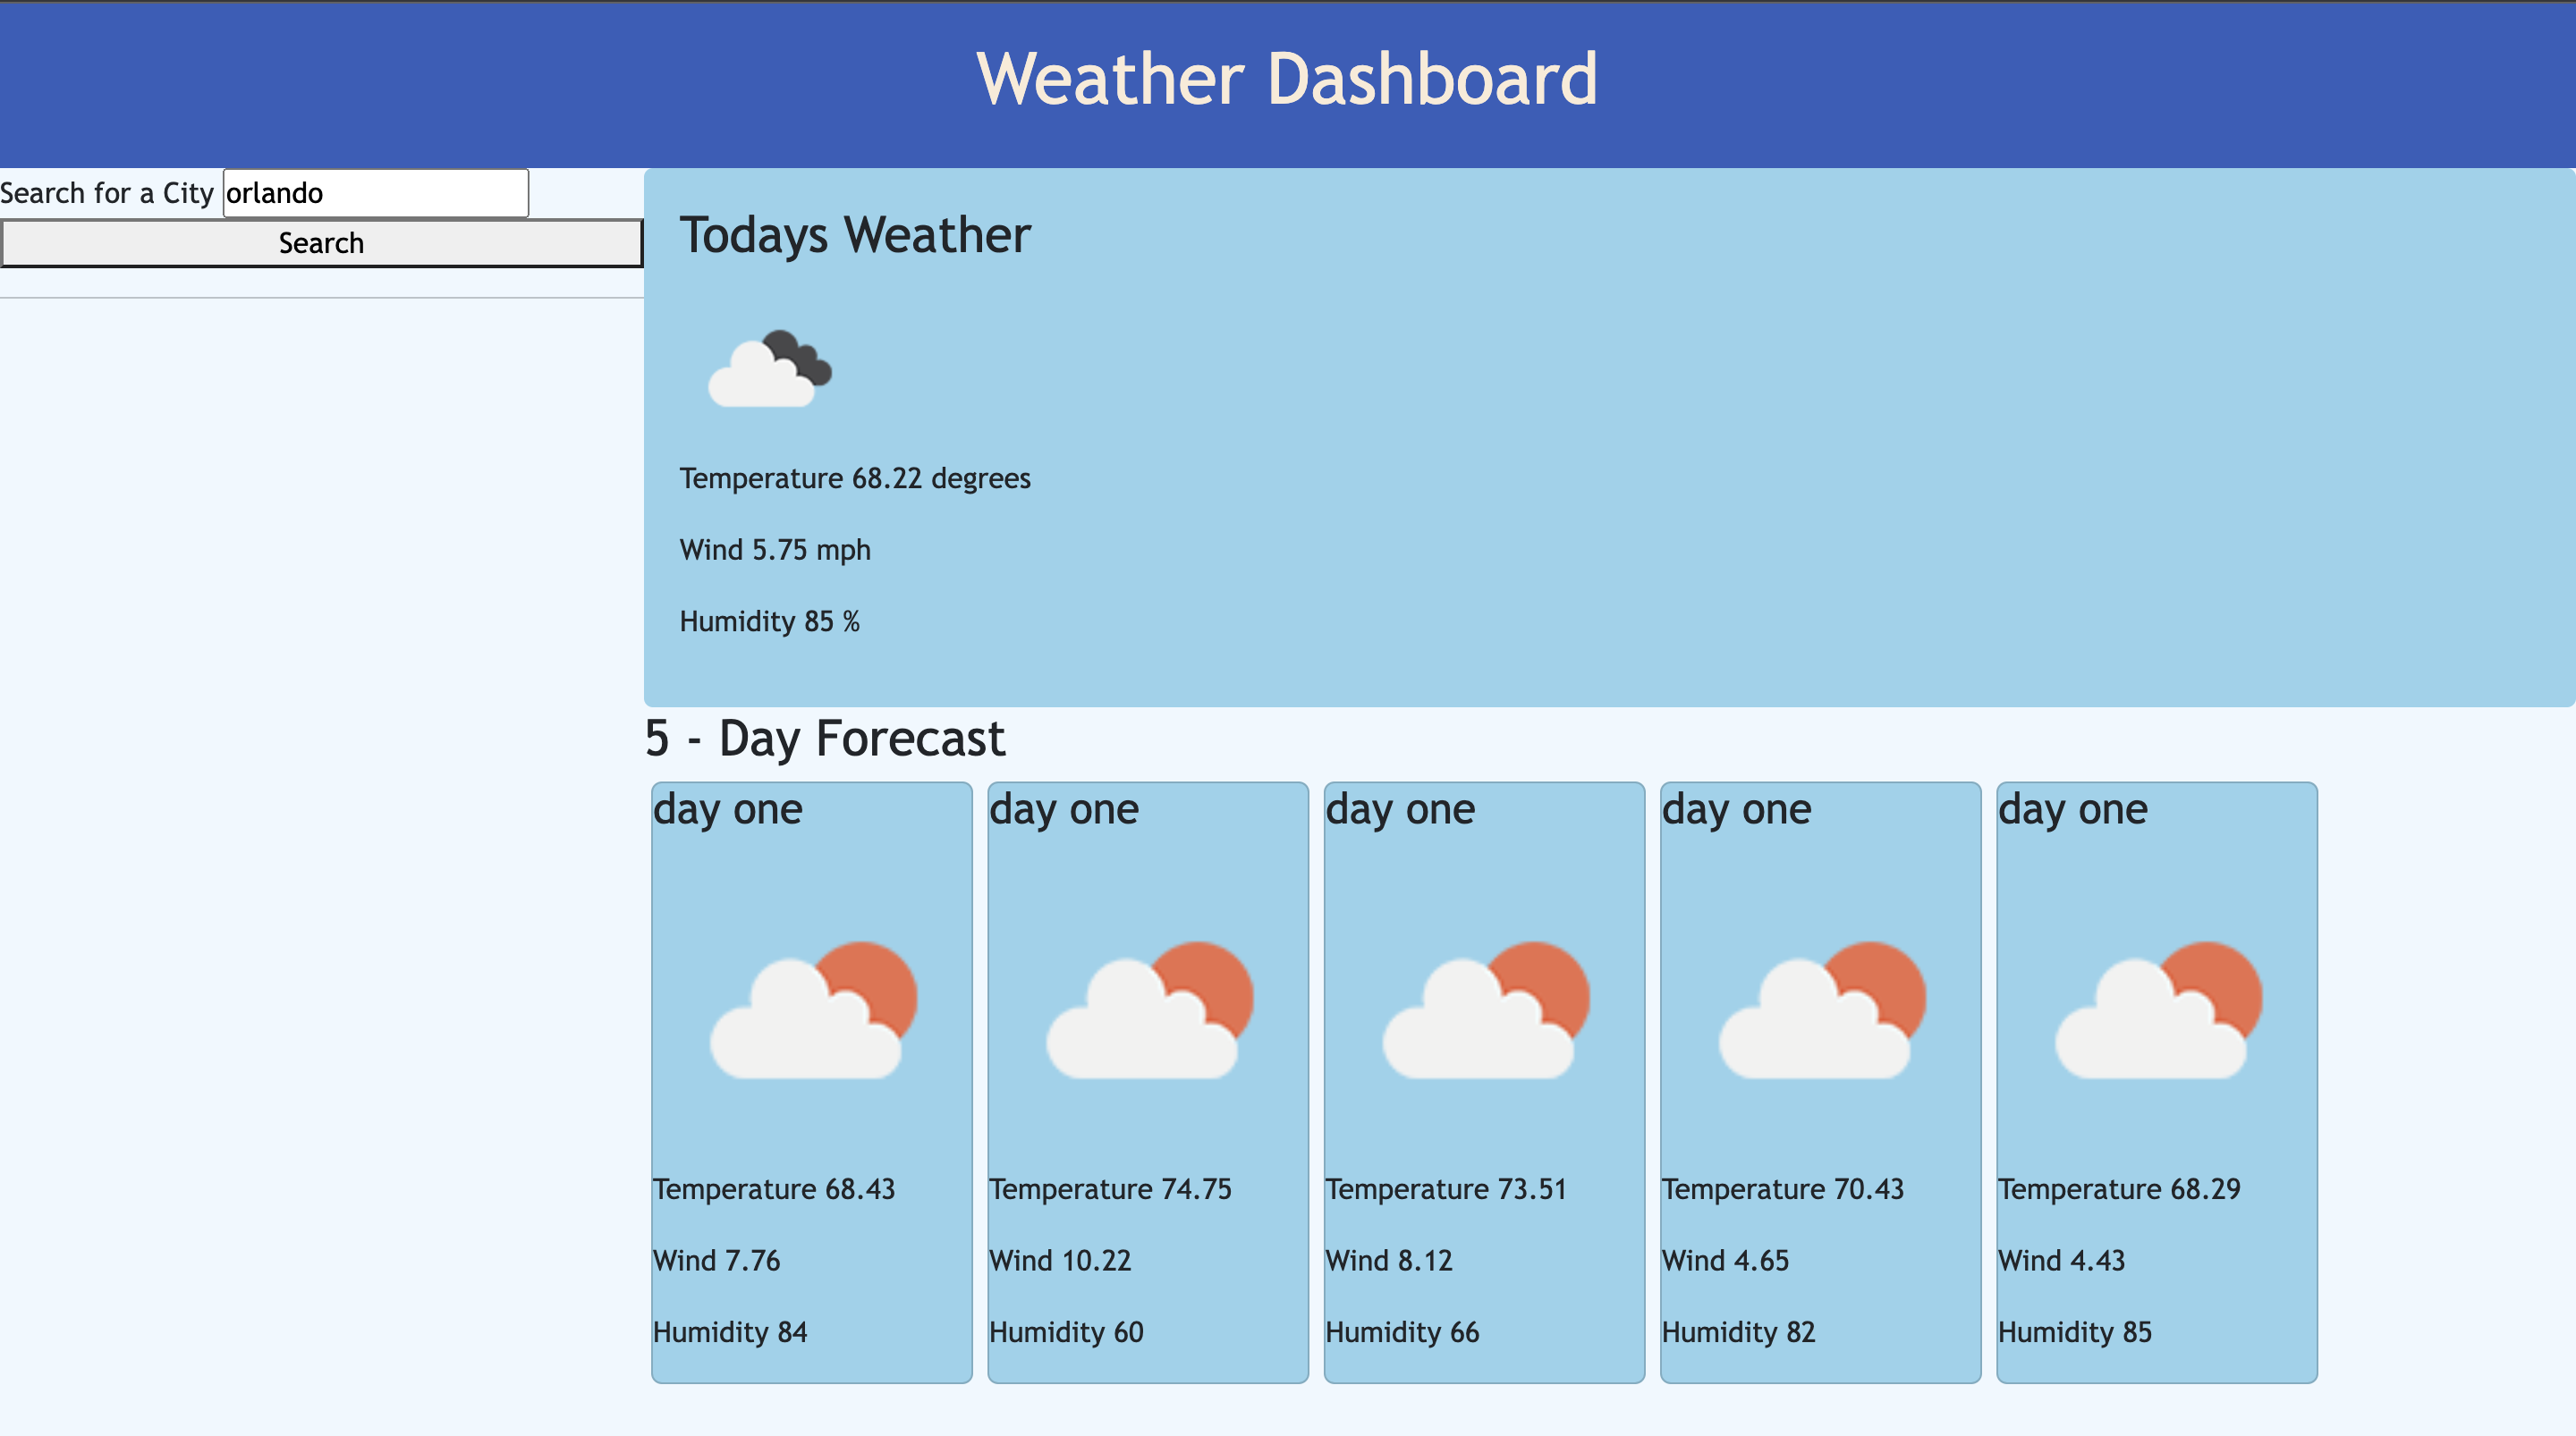 Weather Dashboard
Search for a City orlando
Search
Todays Weather
Temperature 68.22 degrees
Wind 5.75 mph
Humidity 85 %
5 - Day Forecast
day one
Temperature 68.43
Wind 7.76
Humidity 84
day one
Temperature 74.75
Wind 10.22
Humidity 60
day one
Temperature 73.51
Wind 8.12
Humidity 66
day one
Temperature 70.43
Wind 4.65
Humidity 82
day one
Temperature 68.29
Wind 4.43
Humidity 85